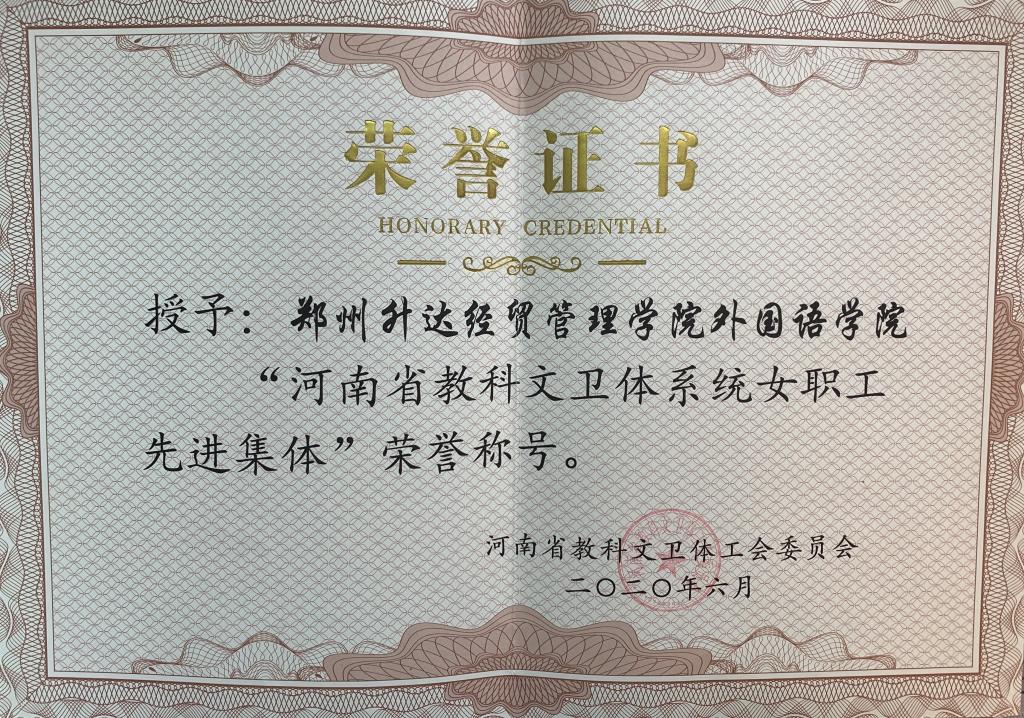 荣誉证书
HONORARY CREDENTIAL
授予：郑州升达经贸管理学院外国语学院
“河南省教科文卫体系统女职工
先进集体”荣誉称号。
河南省教科文卫体工会委员会
二〇二〇年六月